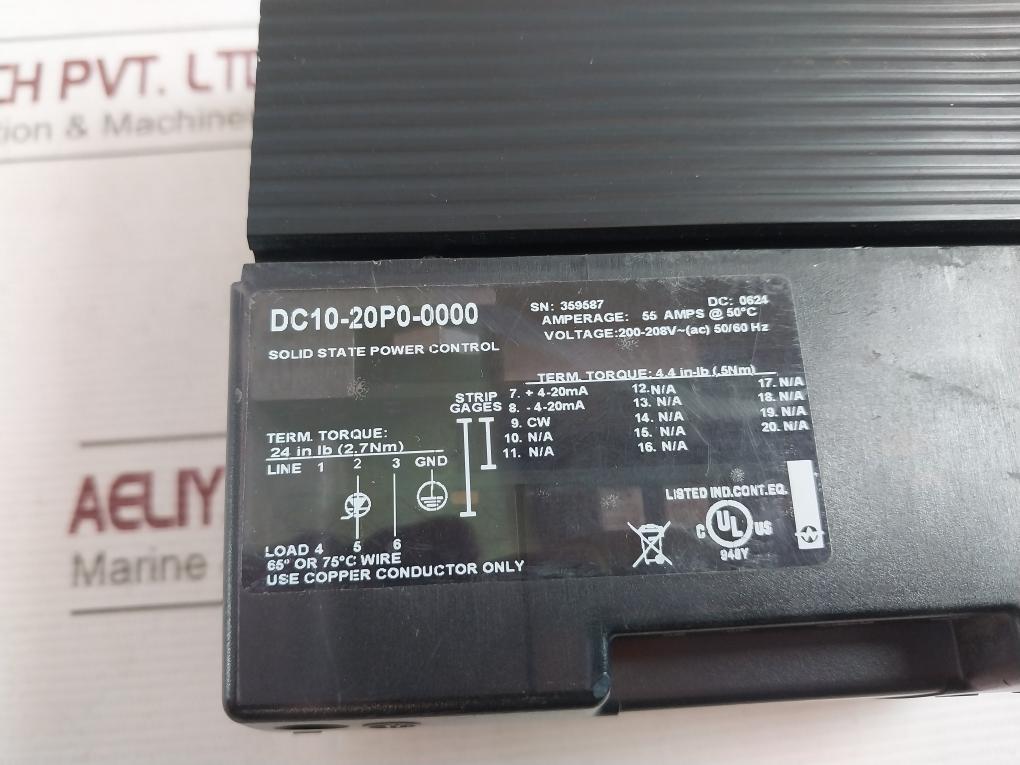 CH PVT. LTD
tion & Machiner
DC10-20P0-0000
SOLID STATE POWER CONTROL
SN: 359587 DC: 0624
AMPERAGE: 55 AMPS @ 50°C
VOLTAGE:200-208V~(ac) 50/60 Hz
TERM. TORQUE: 4.4 in-lb (.5Nm)
STRIP GAGES
7. + 4-20mA 12.N/A 17. N/A
8. - 4-20mA 13. N/A 18. N/A
9. CW 14. N/A 19. N/A
10. N/A 15. N/A 20. N/A
11. N/A 16. N/A
TERM. TORQUE:
24 in lb (2.7Nm)
LINE 1 2 3 GND
LOAD 4 5 6
65° OR 75°C WIRE
USE COPPER CONDUCTOR ONLY
LISTED IND.CONT.EQ.
C UL US
948Y
AELIY
Marine